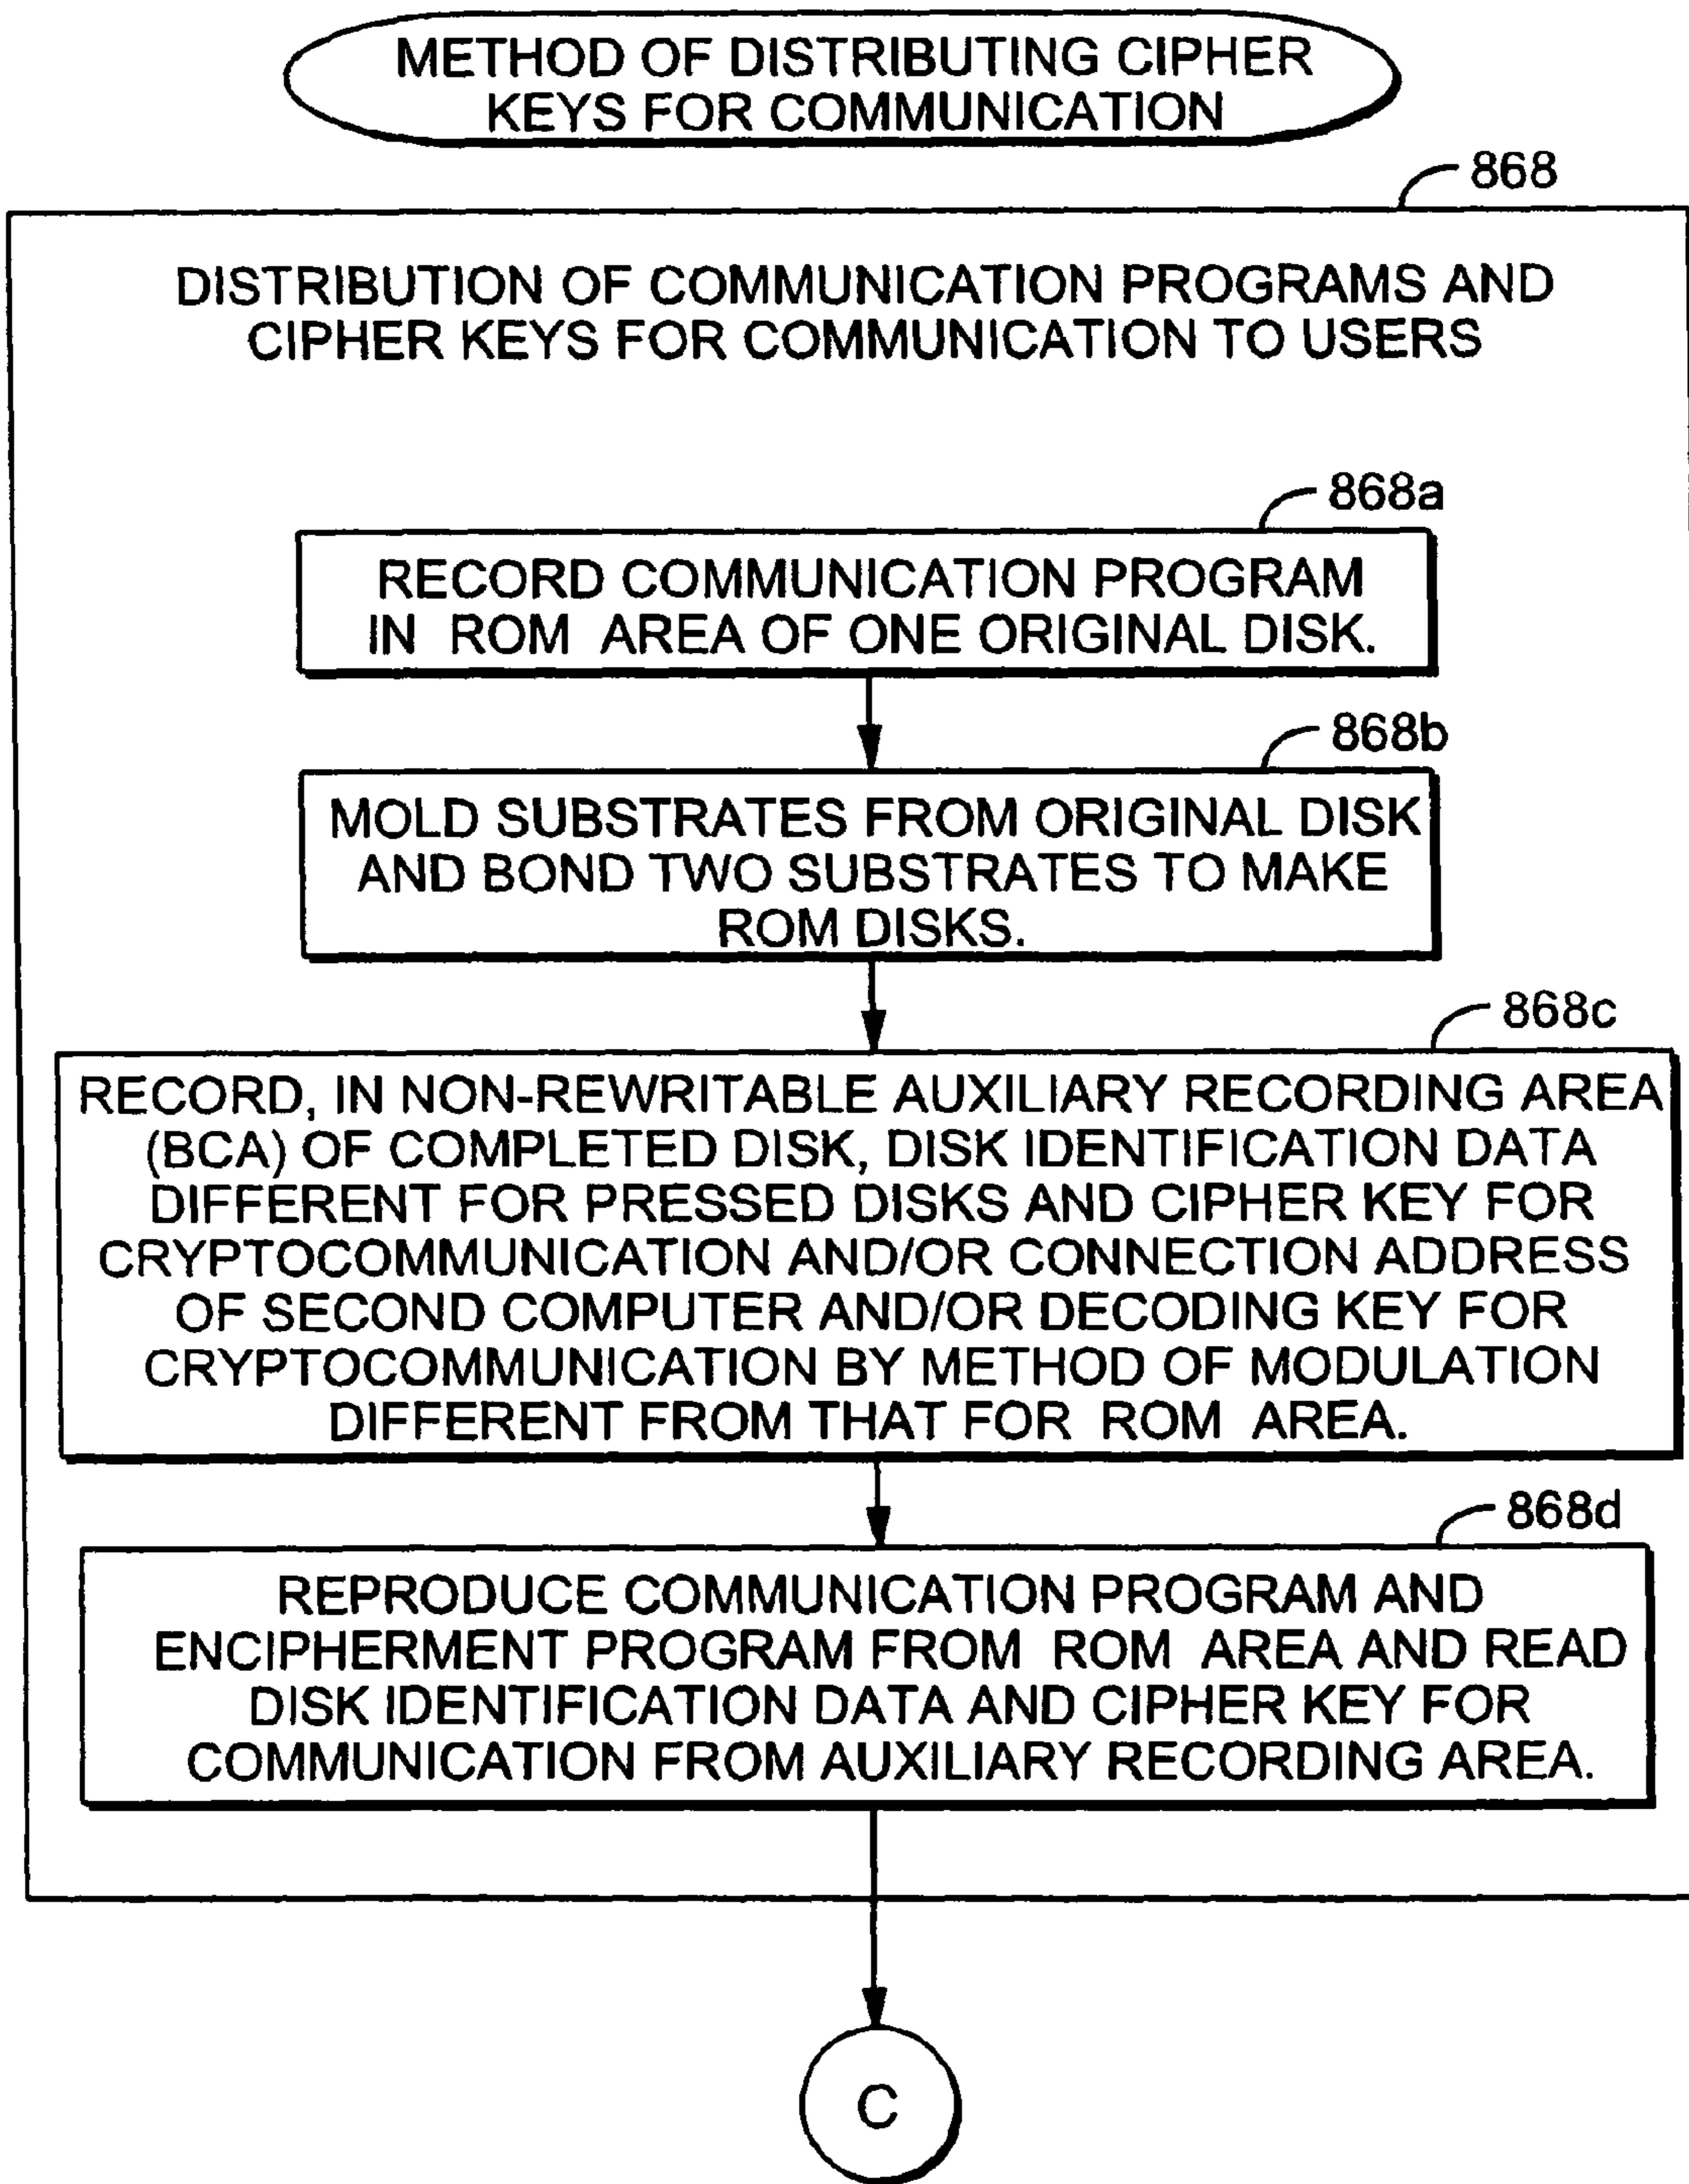 METHOD OF DISTRIBUTING CIPHER
KEYS FOR COMMUNICATION
868
DISTRIBUTION OF COMMUNICATION PROGRAMS AND
CIPHER KEYS FOR COMMUNICATION TO USERS
868a
RECORD COMMUNICATION PROGRAM
IN ROM AREA OF ONE ORIGINAL DISK.
868b
MOLD SUBSTRATES FROM ORIGINAL DISK
AND BOND TWO SUBSTRATES TO MAKE
ROM DISKS.
868c
RECORD, IN NON-REWRITABLE AUXILIARY RECORDING AREA
(BCA) OF COMPLETED DISK, DISK IDENTIFICATION DATA
DIFFERENT FOR PRESSED DISKS AND CIPHER KEY FOR
CRYPTOCOMMUNICATION AND/OR CONNECTION ADDRESS
OF SECOND COMPUTER AND/OR DECODING KEY FOR
CRYPTOCOMMUNICATION BY METHOD OF MODULATION
DIFFERENT FROM THAT FOR ROM AREA.
868d
REPRODUCE COMMUNICATION PROGRAM AND
ENCIPHERMENT PROGRAM FROM ROM AREA AND READ
DISK IDENTIFICATION DATA AND CIPHER KEY FOR
COMMUNICATION FROM AUXILIARY RECORDING AREA.
C